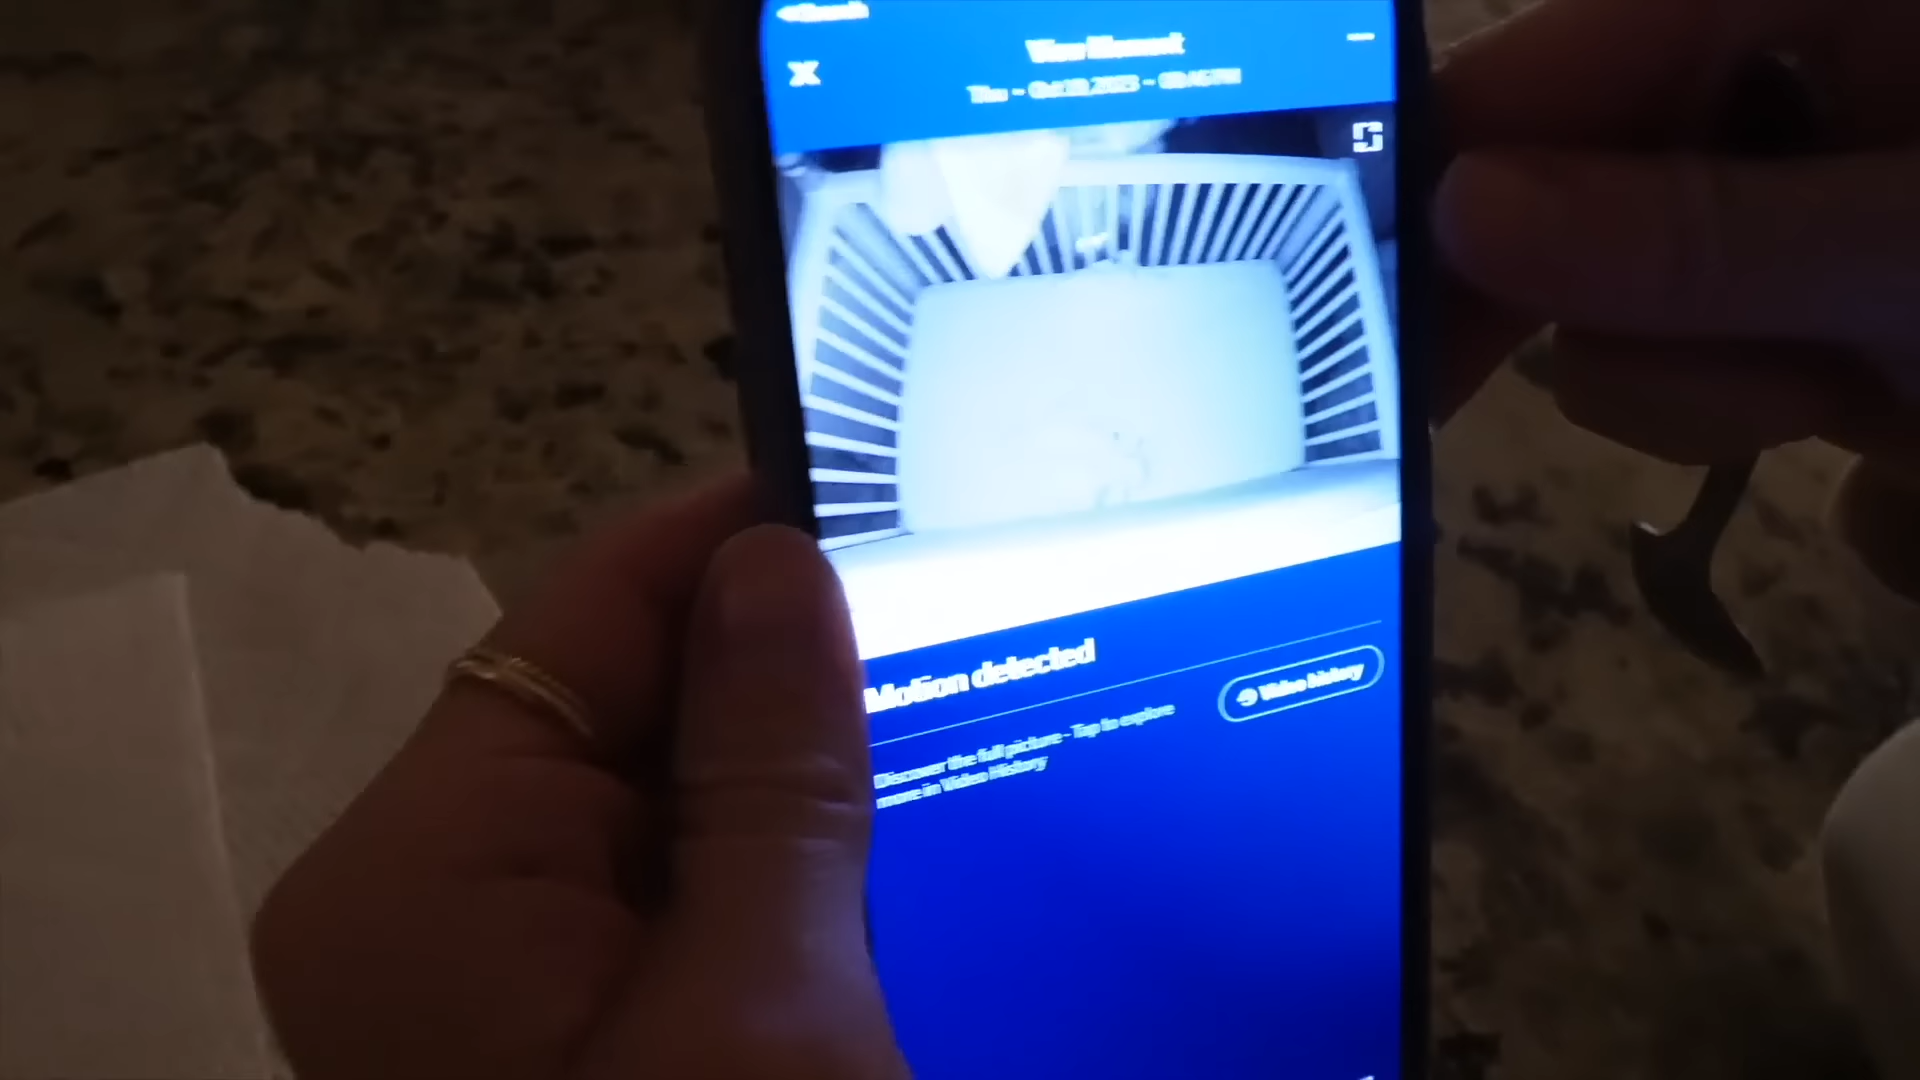 View Moment
Motion detected
Video history
Discover the full picture - Tap to explore
more in Video History